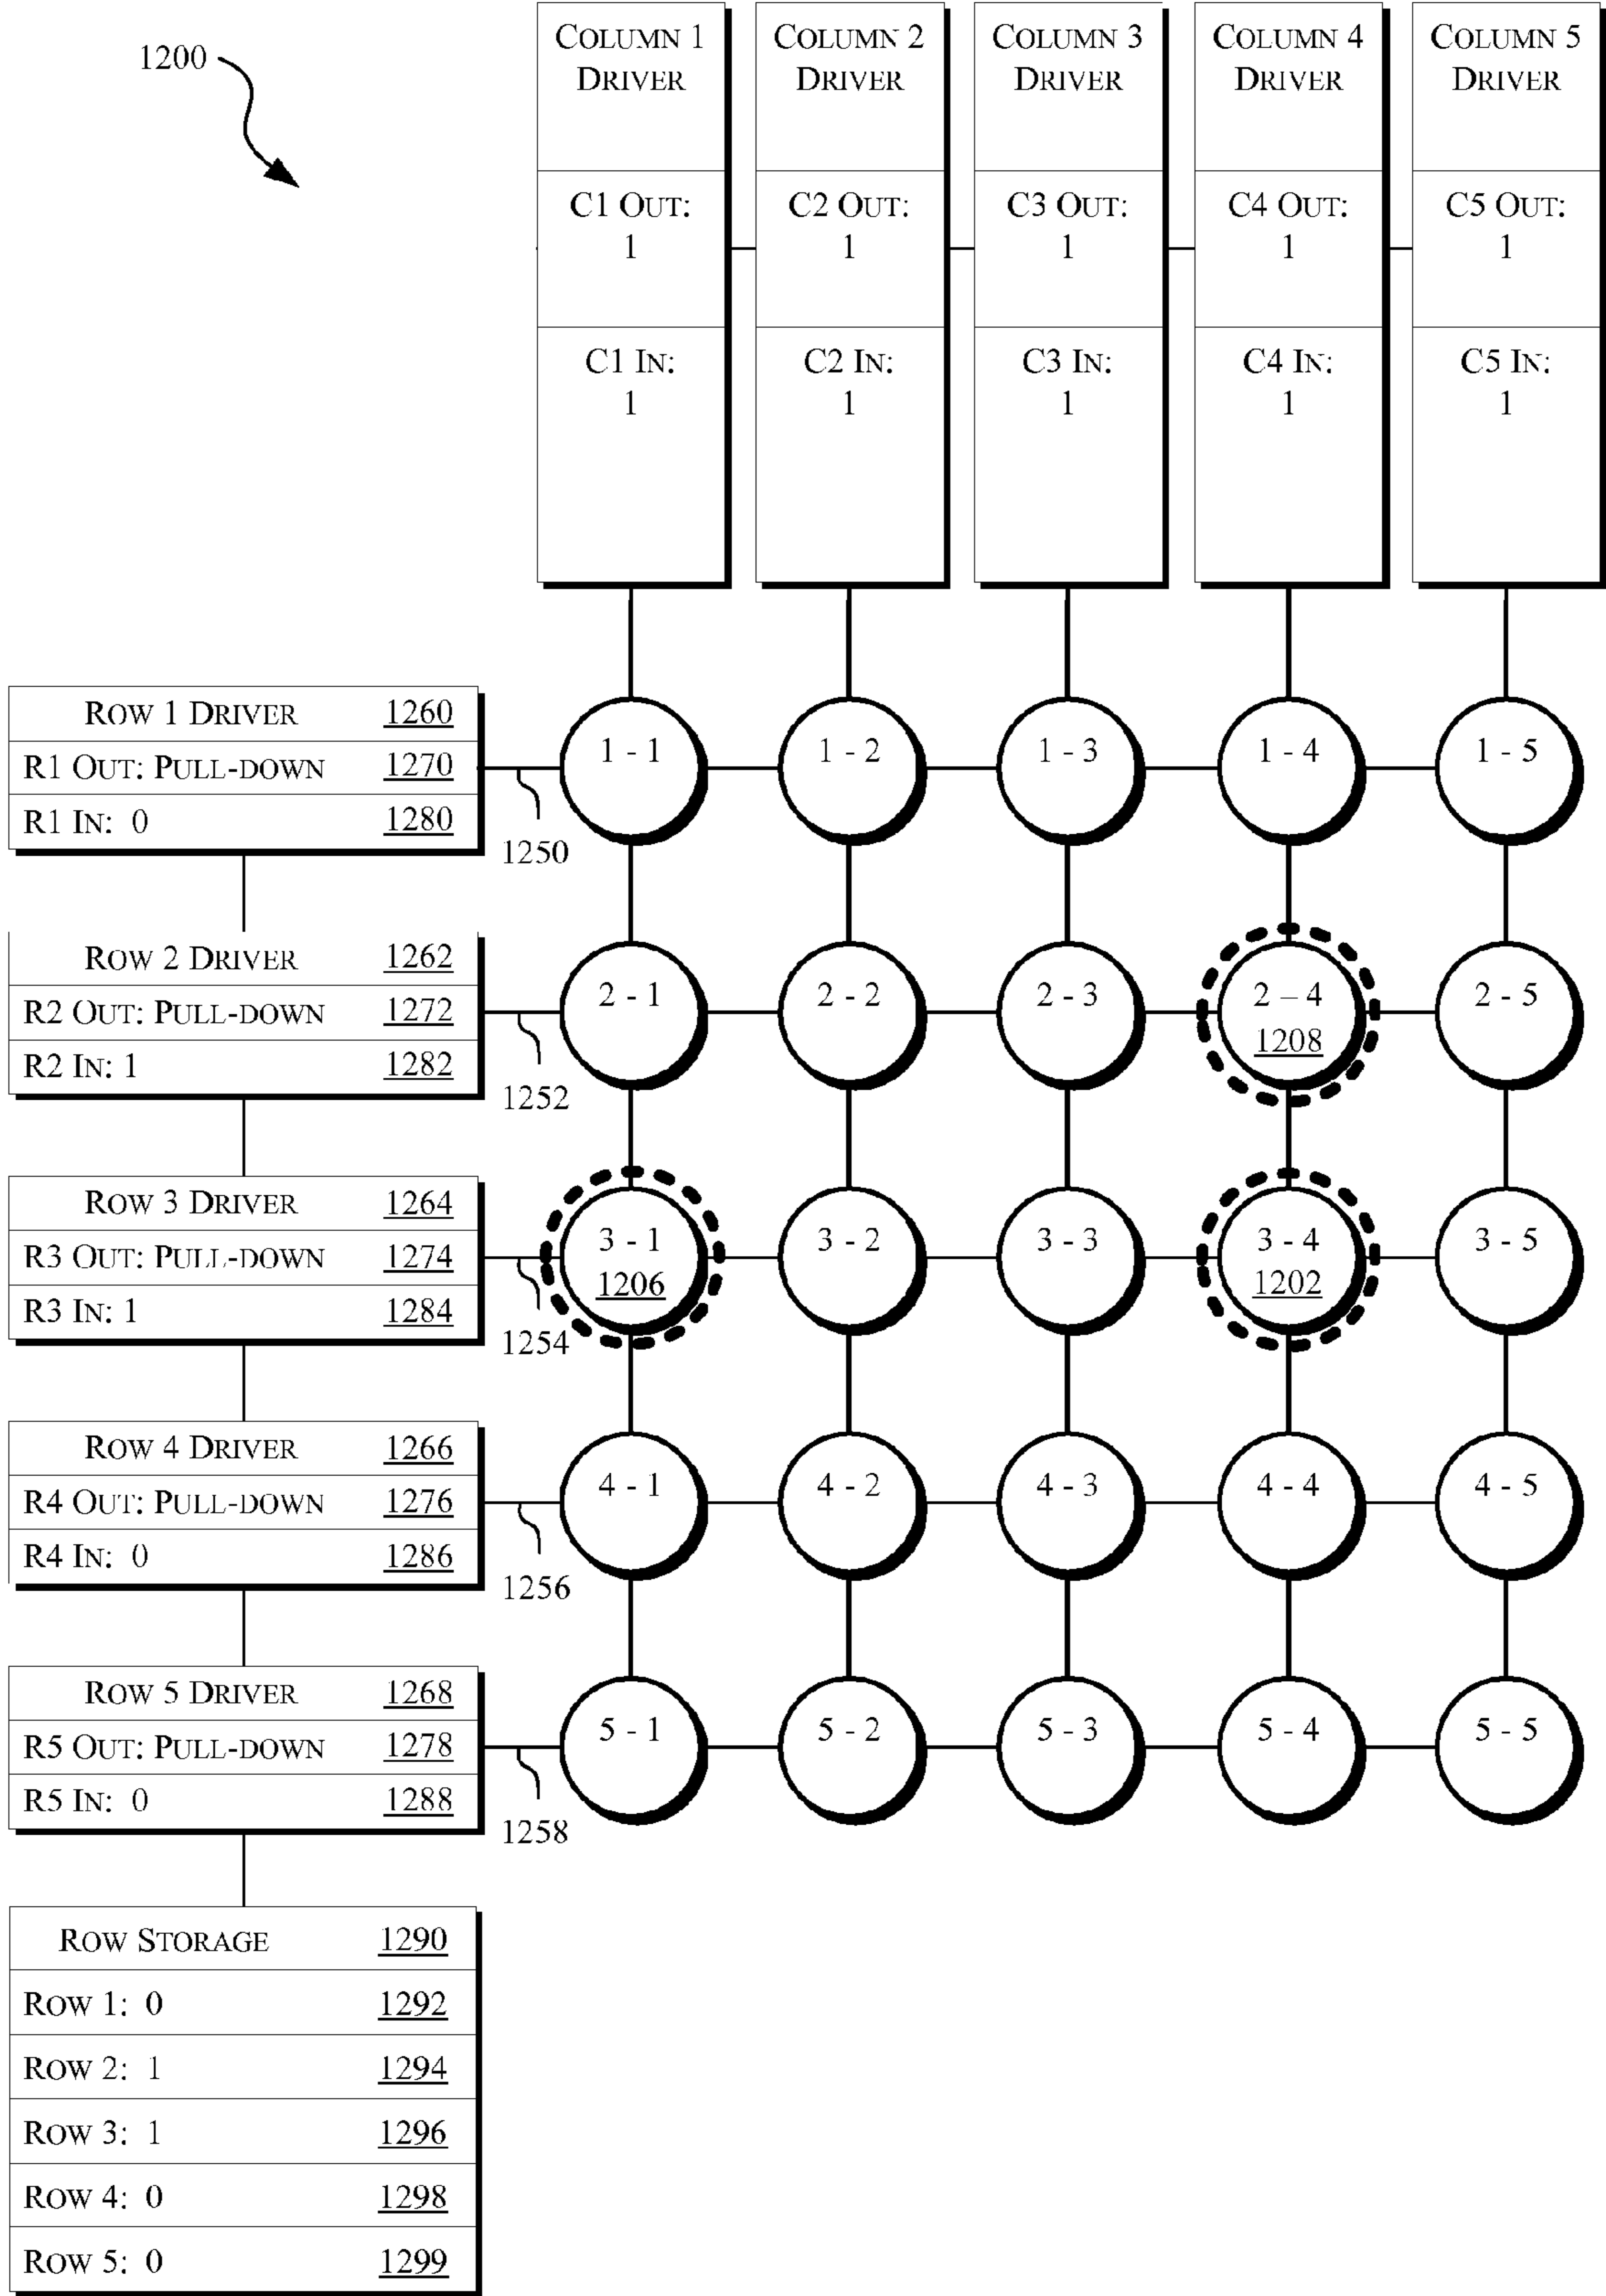 1200
COLUMN 1
DRIVER
C1 OUT:
1
C1 IN:
1
COLUMN 2
DRIVER
C2 OUT:
1
C2 IN:
1
COLUMN 3
DRIVER
C3 OUT:
1
C3 IN:
1
COLUMN 4
DRIVER
C4 OUT:
1
C4 IN:
1
COLUMN 5
DRIVER
C5 OUT:
1
C5 IN:
1
ROW 1 DRIVER 1260
R1 OUT: PULL-DOWN 1270
R1 IN: 0 1280
1250
1 - 1
1 - 2
1 - 3
1 - 4
1 - 5
ROW 2 DRIVER 1262
R2 OUT: PULL-DOWN 1272
R2 IN: 1 1282
1252
2 - 1
2 - 2
2 - 3
2 – 4
1208
2 - 5
ROW 3 DRIVER 1264
R3 OUT: PULL-DOWN 1274
R3 IN: 1 1284
1254
3 - 1
1206
3 - 2
3 - 3
3 - 4
1202
3 - 5
ROW 4 DRIVER 1266
R4 OUT: PULL-DOWN 1276
R4 IN: 0 1286
1256
4 - 1
4 - 2
4 - 3
4 - 4
4 - 5
ROW 5 DRIVER 1268
R5 OUT: PULL-DOWN 1278
R5 IN: 0 1288
1258
5 - 1
5 - 2
5 - 3
5 - 4
5 - 5
ROW STORAGE 1290
ROW 1: 0 1292
ROW 2: 1 1294
ROW 3: 1 1296
ROW 4: 0 1298
ROW 5: 0 1299